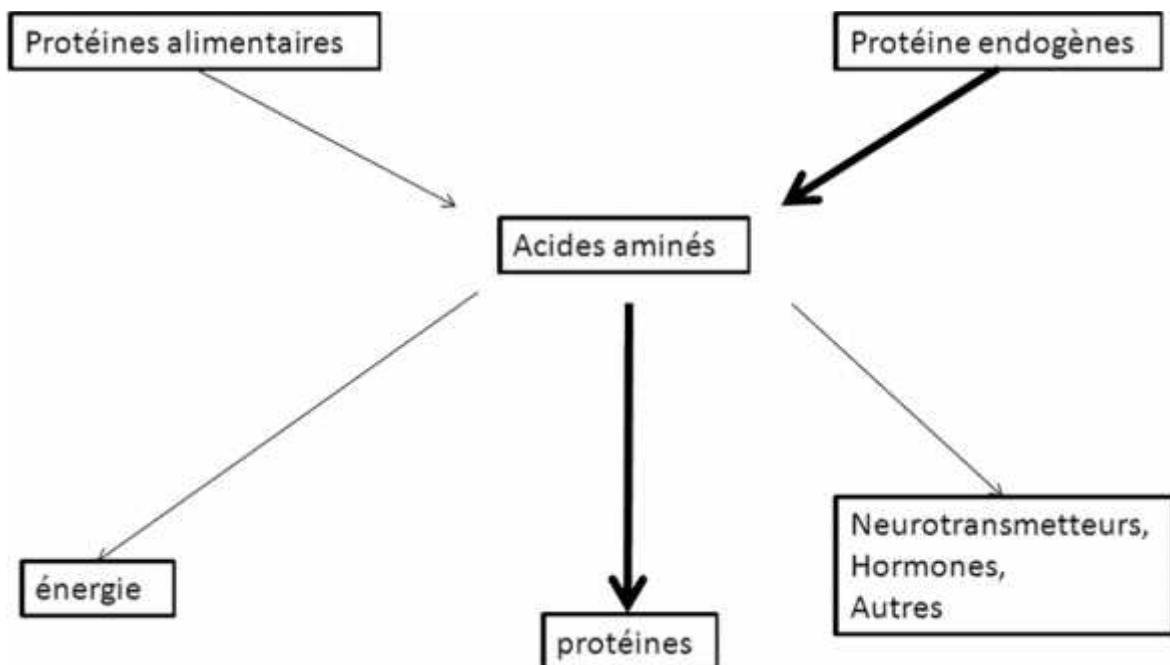 Protéines alimentaires
Protéine endogènes
Acides aminés
énergie
protéines
Neurotransmetteurs,
Hormones,
Autres